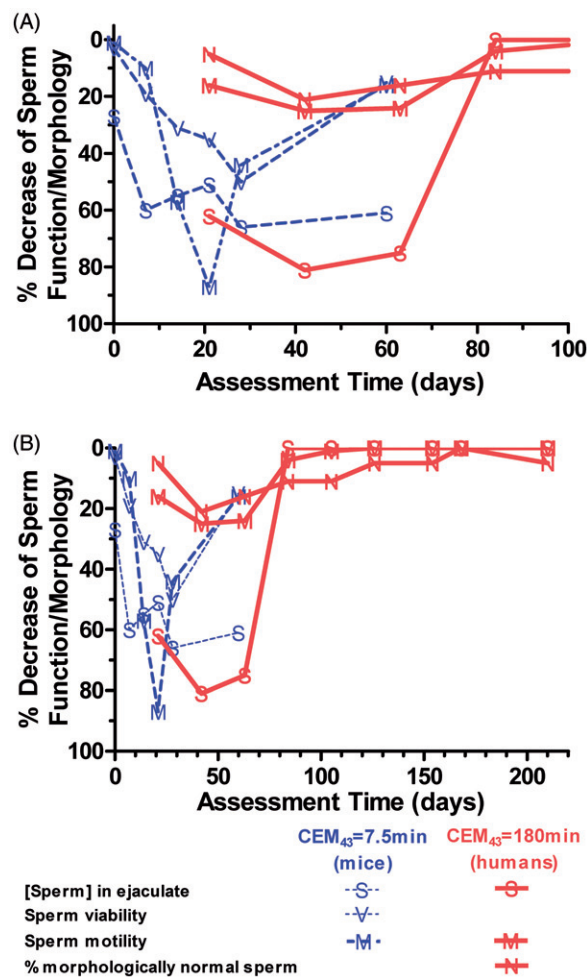 (A)
% Decrease of Sperm
Function/Morphology
0
20
40
60
80
100
0 20 40 60 80 100
Assessment Time (days)
S V M N
(B)
% Decrease of Sperm
Function/Morphology
0
20
40
60
80
100
0 50 100 150 200
Assessment Time (days)
S V M N
CEM43=7.5min CEM43=180min
(mice) (humans)
[Sperm] in ejaculate S S
Sperm viability V
Sperm motility M M
% morphologically normal sperm N